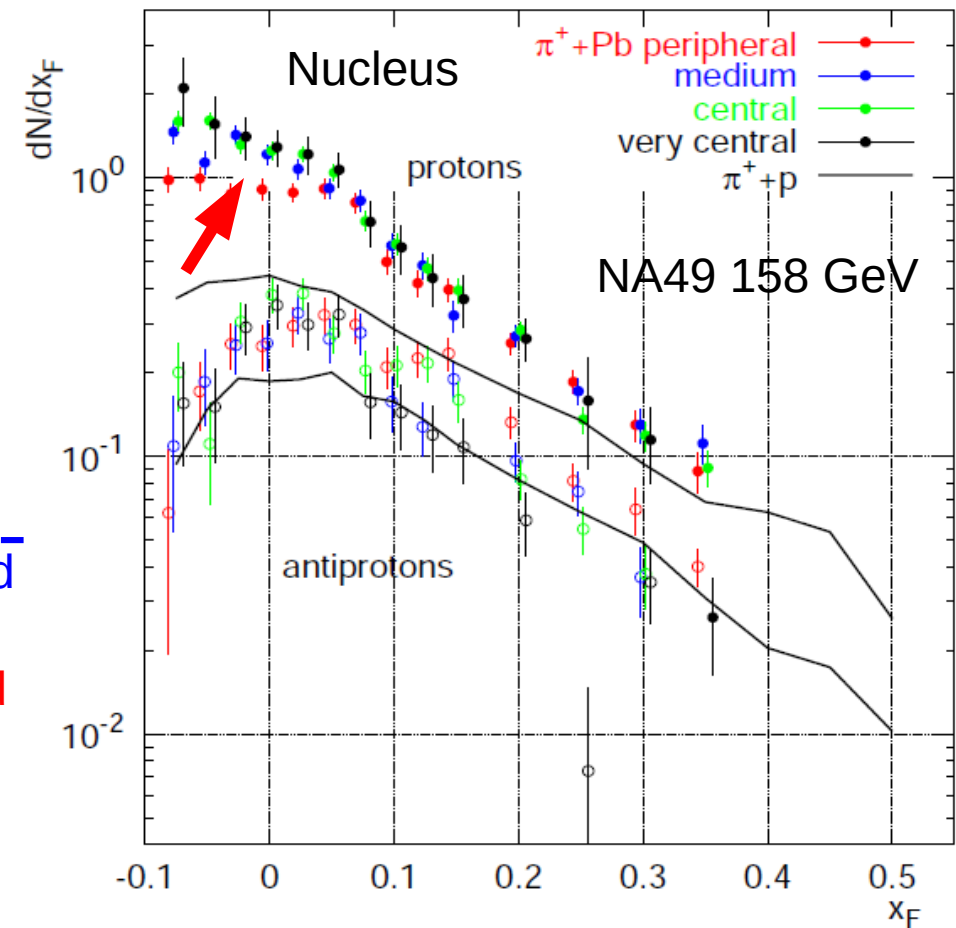 π⁺+Pb peripheral
medium
central
very central
π⁺+p
Nucleus
protons
NA49 158 GeV
antiprotons
dN/dx_F
10⁰
10⁻¹
10⁻²
-0.1 0 0.1 0.2 0.3 0.4 0.5
x_F